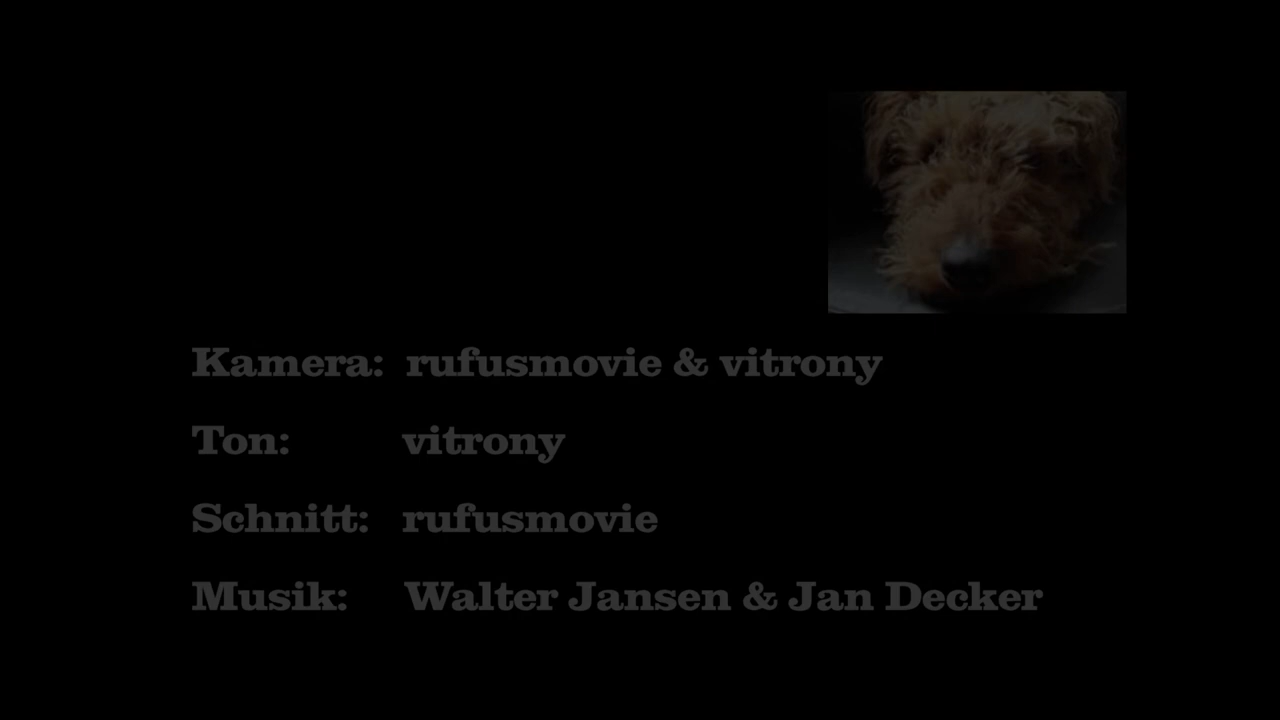 Kamera: rufusmovie & vitrony
Ton: vitrony
Schnitt: rufusmovie
Musik: Walter Jansen & Jan Decker